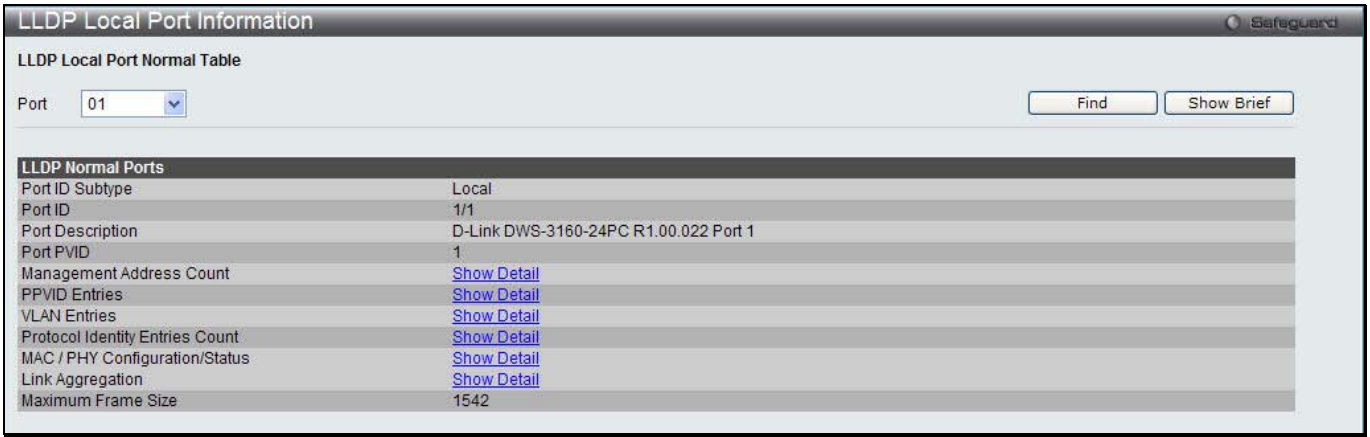 LLDP Local Port Information
Safeguard
LLDP Local Port Normal Table
Port 01 Find Show Brief
LLDP Normal Ports
Port ID Subtype Local
Port ID 1/1
Port Description D-Link DWS-3160-24PC R1.00.022 Port 1
Port PVID 1
Management Address Count Show Detail
PPVID Entries Show Detail
VLAN Entries Show Detail
Protocol Identity Entries Count Show Detail
MAC / PHY Configuration/Status Show Detail
Link Aggregation Show Detail
Maximum Frame Size 1542